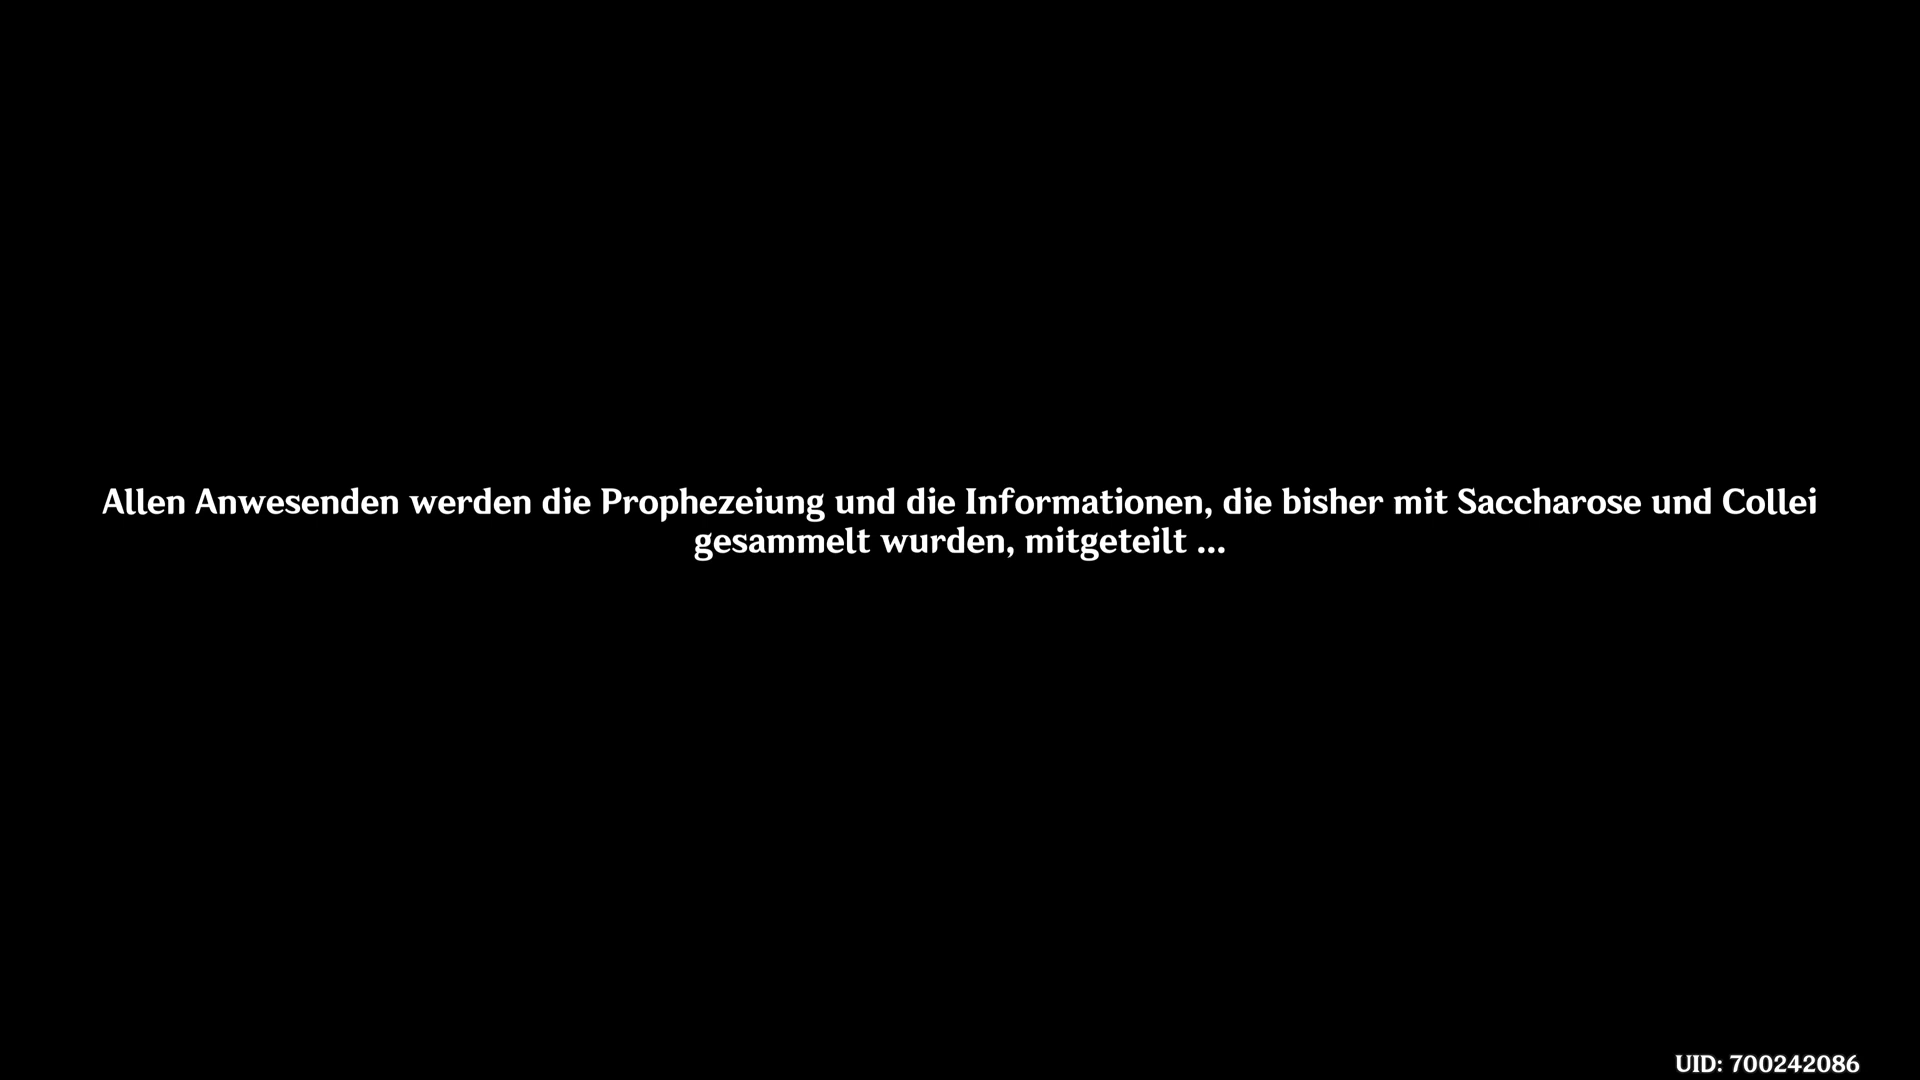 Allen Anwesenden werden die Prophezeiung und die Informationen, die bisher mit Saccharose und Collei
gesammelt wurden, mitgeteilt ...
UID: 700242086